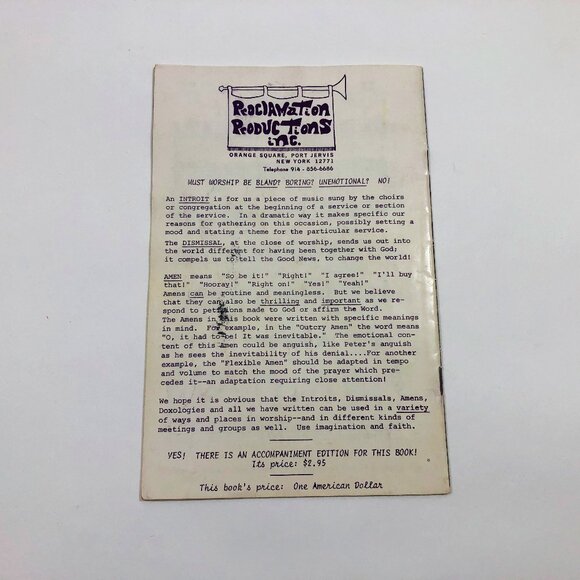 PROCLAMATION
PRODUCTIONS
inc.
ORANGE SQUARE, PORT JERVIS
NEW YORK 12771
Telephone 914 - 856-6686
MUST WORSHIP BE BLAND? BORING? UNEMOTIONAL? NO!
An INTROIT is for us a piece of music sung by the choirs
or congregation at the beginning of a service or section
of the service. In a dramatic way it makes specific our
reasons for gathering on this occasion, possibly setting a
mood and stating a theme for the particular service.
The DISMISSAL, at the close of worship, sends us out into
the world different for having been together with God;
it compels us to tell the Good News, to change the world!
AMEN means "So be it!" "Right!" "I agree!" "I'll buy
that!" "Hooray!" "Right on!" "Yes!" "Yeah!"
Amens can be routine and meaningless. But we believe
that they can also be thrilling and important as we re-
spond to petitions made to God or affirm the Word.
The Amens in this book were written with specific meanings
in mind. For example, in the "Outcry Amen" the word means
"O, it had to be! It was inevitable." The emotional con-
tent of this Amen could be anguish, like Peter's anguish
as he sees the inevitability of his denial....For another
example, the "Flexible Amen" should be adapted in tempo
and volume to match the mood of the prayer which pre-
cedes it--an adaptation requiring close attention!
We hope it is obvious that the Introits, Dismissals, Amens,
Doxologies and all we have written can be used in a variety
of ways and places in worship--and in different kinds of
meetings and groups as well. Use imagination and faith.
YES! THERE IS AN ACCOMPANIMENT EDITION FOR THIS BOOK!
Its price: $2.95
This book's price: One American Dollar